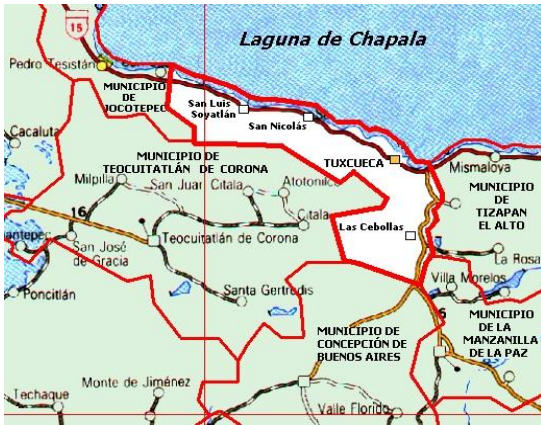 15
Laguna de Chapala
Pedro Tesistán
MUNICIPIO
DE
JOCOTEPEC
San Luis
Soyatlán
San Nicolás
Cacaluta
MUNICIPIO DE
TEOCUITATLÁN DE CORONA
TUXCUECA
Mismaloya
Milpilla
San Juan Citala
Atotonilco
MUNICIPIO
DE
TIZAPAN
EL ALTO
16
Citala
Las Cebollas
Teocuitatlán de Corona
San José
de Gracia
La Rosa
Villa Morelos
Poncitlán
Santa Gertrudis
MUNICIPIO DE
CONCEPCIÓN DE
BUENOS AIRES
MUNICIPIO
DE LA
MANZANILLA
DE LA PAZ
Techaque
Monte de Jiménez
Valle Florido